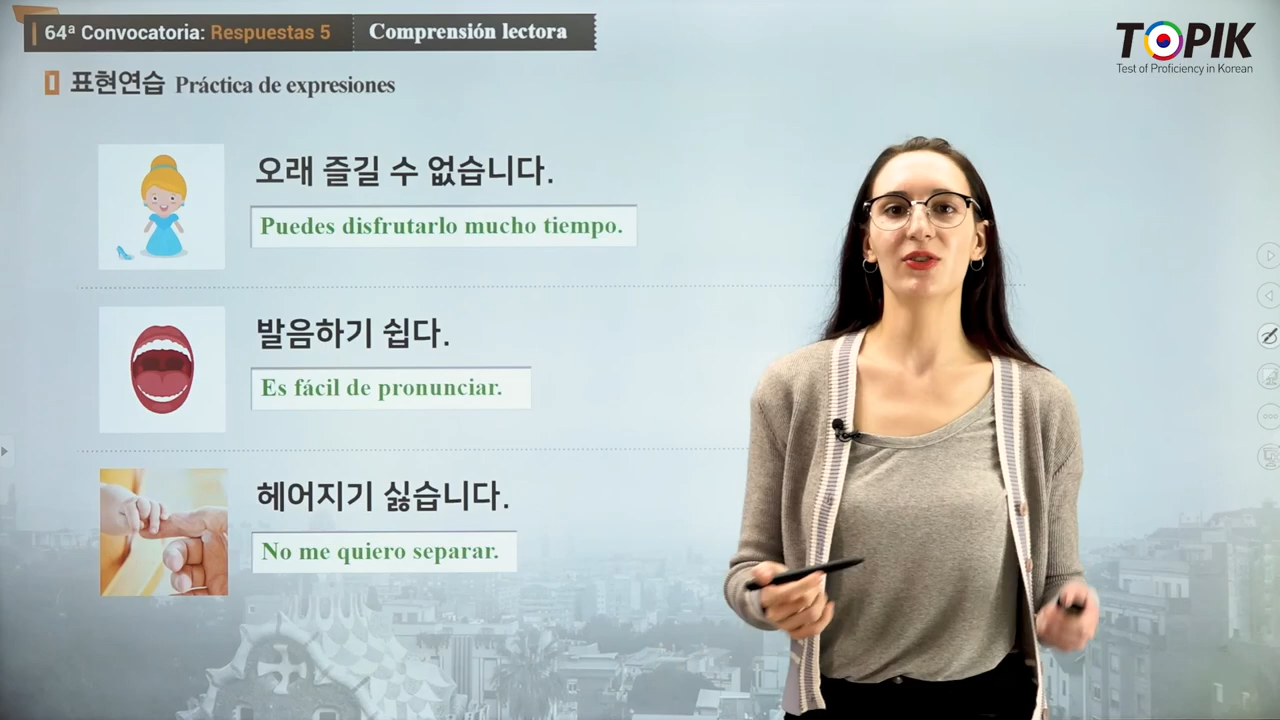 64ª Convocatoria: Respuestas 5 Comprensión lectora
TOPIK
Test of Proficiency in Korean
표현연습 Práctica de expresiones
오래 즐길 수 없습니다.
Puedes disfrutarlo mucho tiempo.
발음하기 쉽다.
Es fácil de pronunciar.
헤어지기 싫습니다.
No me quiero separar.